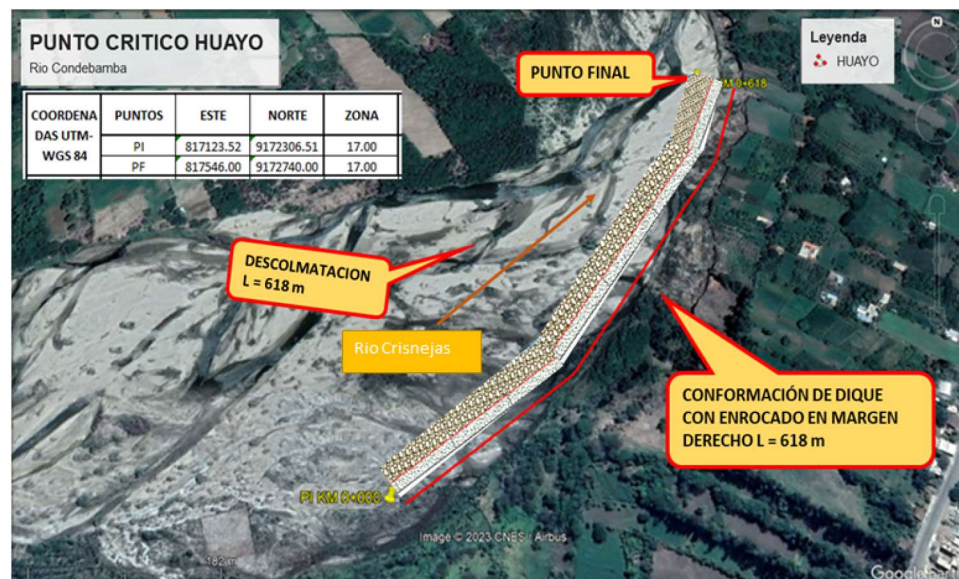 PUNTO CRITICO HUAYO
Rio Condebamba
COORDENA
DAS UTM-
WGS 84
PUNTOS ESTE NORTE ZONA
PI 817123.52 9172306.51 17.00
PF 817546.00 9172740.00 17.00
Leyenda
HUAYO
N
PUNTO FINAL
M 0+618
DESCOLMATACION
L = 618 m
Rio Crisnejas
CONFORMACIÓN DE DIQUE
CON ENROCADO EN MARGEN
DERECHO L = 618 m
PI KM 0+000
Image © 2023 CNES / Airbus
182 m
Google Earth